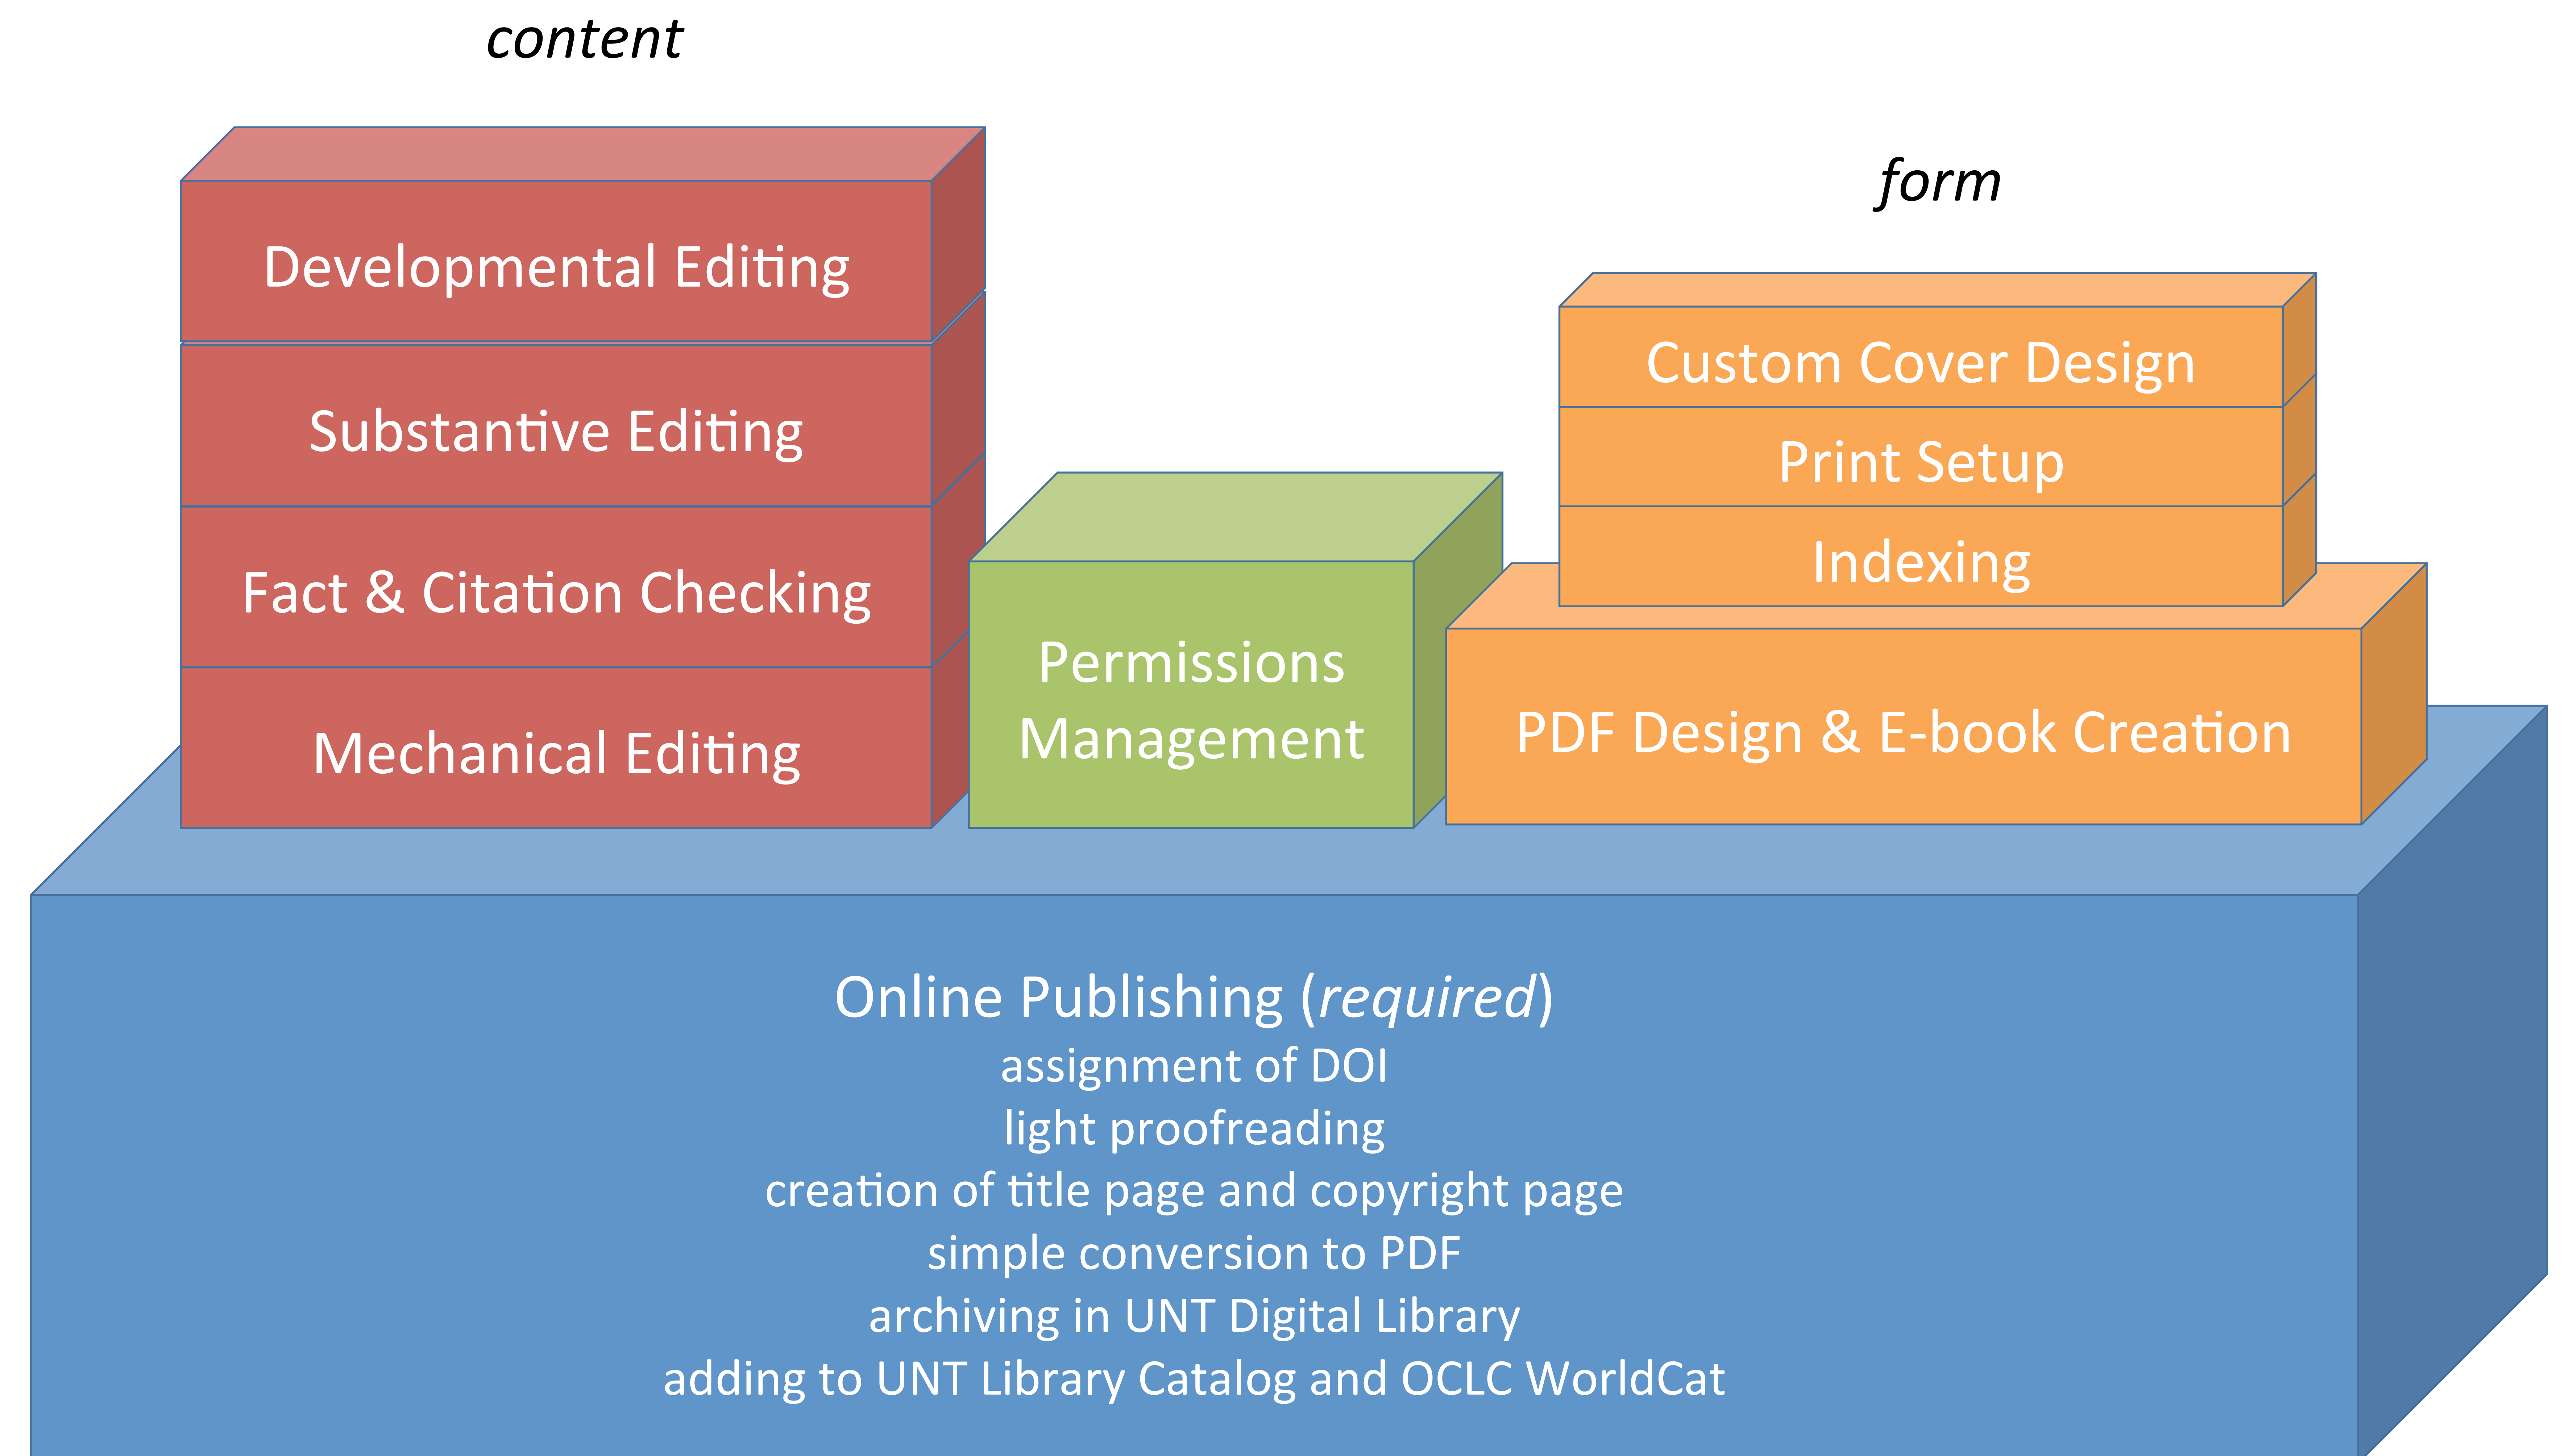 content
form
Developmental Editing
Substantive Editing
Fact & Citation Checking
Mechanical Editing
Permissions
Management
Custom Cover Design
Print Setup
Indexing
PDF Design & E-book Creation
Online Publishing (required)
assignment of DOI
light proofreading
creation of title page and copyright page
simple conversion to PDF
archiving in UNT Digital Library
adding to UNT Library Catalog and OCLC WorldCat